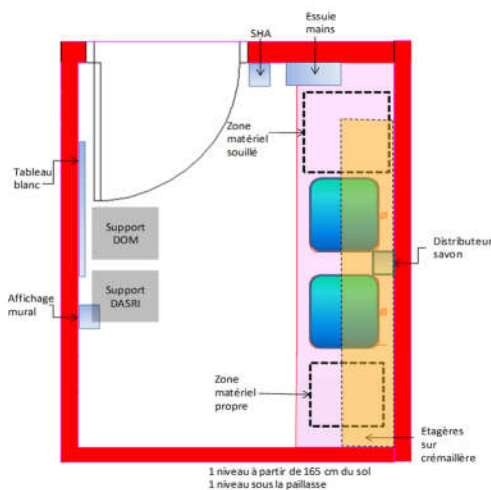 SHA
Essuie
mains
Zone
matériel
souillé
Tableau
blanc
Support
DOM
Distributeur
savon
Support
DASRI
Affichage
mural
Zone
matériel
propre
Etagères
sur
crémaillère
1 niveau à partir de 165 cm du sol
1 niveau sous la paillasse